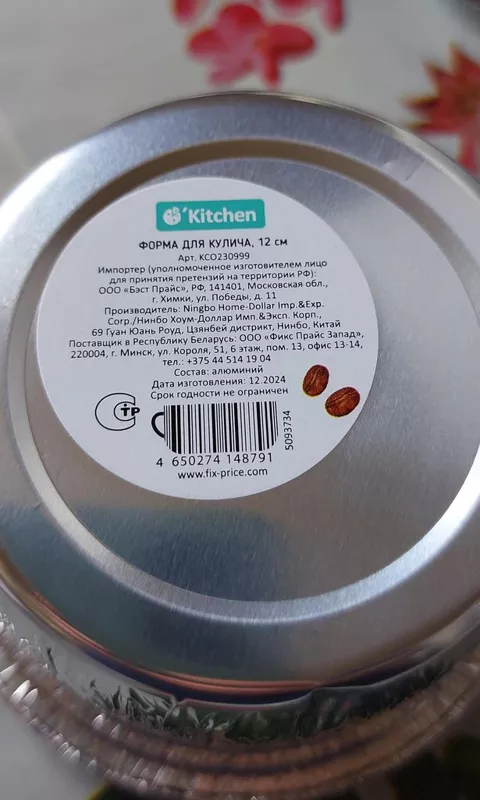 'Kitchen
ФОРМА ДЛЯ КУЛИЧА, 12 см
Арт. KCO230999
Импортер (уполномоченное изготовителем лицо
для принятия претензий на территории РФ):
ООО «Бэст Прайс», РФ, 141401, Московская обл.,
г. Химки, ул. Победы, д. 11
Производитель: Ningbo Home-Dollar Imp.&Exp.
Corp./Нинбо Хоум-Доллар Имп.&Эксп. Корп.,
69 Гуан Юань Роуд, Цзянбей дистрикт, Нинбо, Китай
Поставщик в Республику Беларусь: ООО «Фикс Прайс Запад»,
220004, г. Минск, ул. Короля, 51, 6 этаж, пом. 13, офис 13-14,
тел.: +375 44 514 19 04
Состав: алюминий
Дата изготовления: 12.2024
Срок годности не ограничен
СТР
5093734
4 650274 148791
www.fix-price.com